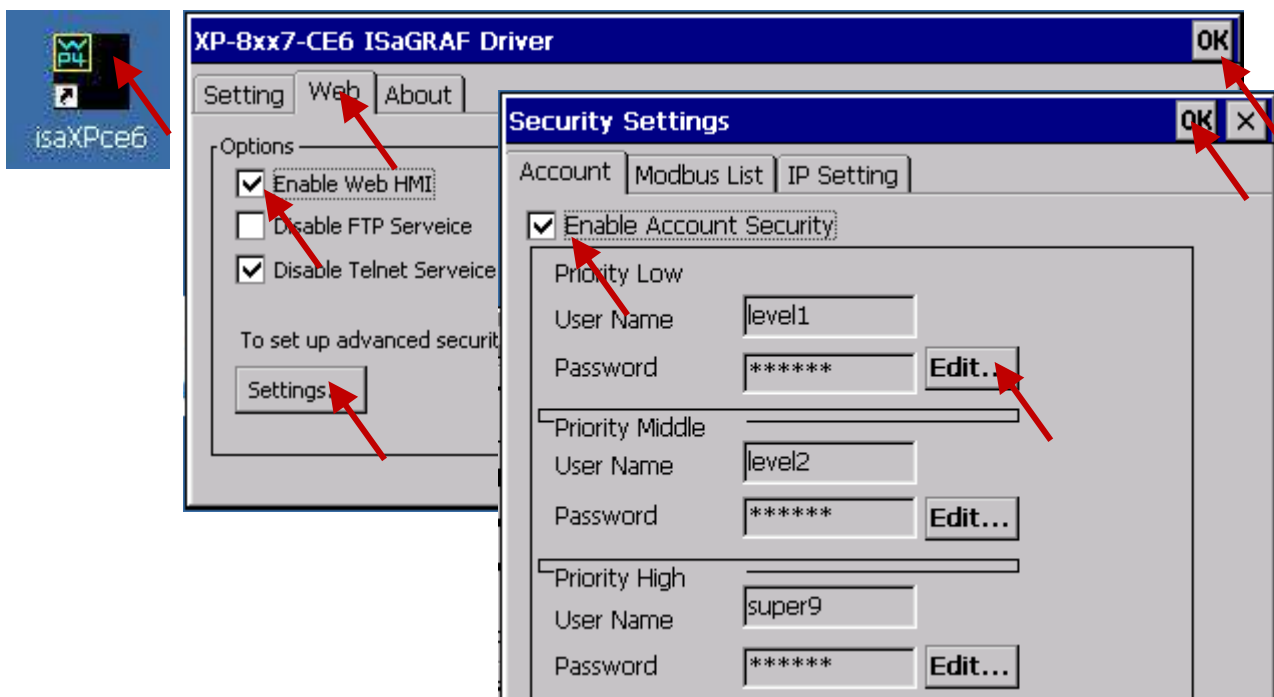 WP4
isaXPce6
XP-8xx7-CE6 ISaGRAF Driver
OK
Setting
Web
About
Options
Enable Web HMI
Disable FTP Serveice
Disable Telnet Serveice
To set up advanced securit
Settings..
Security Settings
OK
Account
Modbus List
IP Setting
Enable Account Security
Priority Low
User Name
level1
Password
******
Edit...
Priority Middle
User Name
level2
Password
******
Edit...
Priority High
User Name
super9
Password
******
Edit...